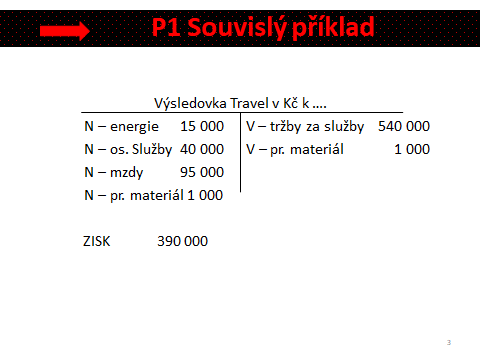 P1 Souvislý příklad
Výsledovka Travel v Kč k ....
N – energie 15 000 V – tržby za služby 540 000
N – os. Služby 40 000 V – pr. materiál 1 000
N – mzdy 95 000
N – pr. materiál 1 000
ZISK 390 000
3